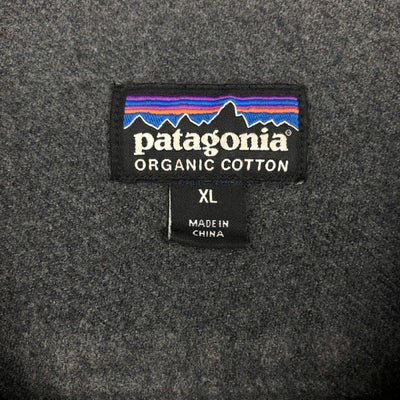 patagonia®
ORGANIC COTTON
XL
MADE IN
CHINA